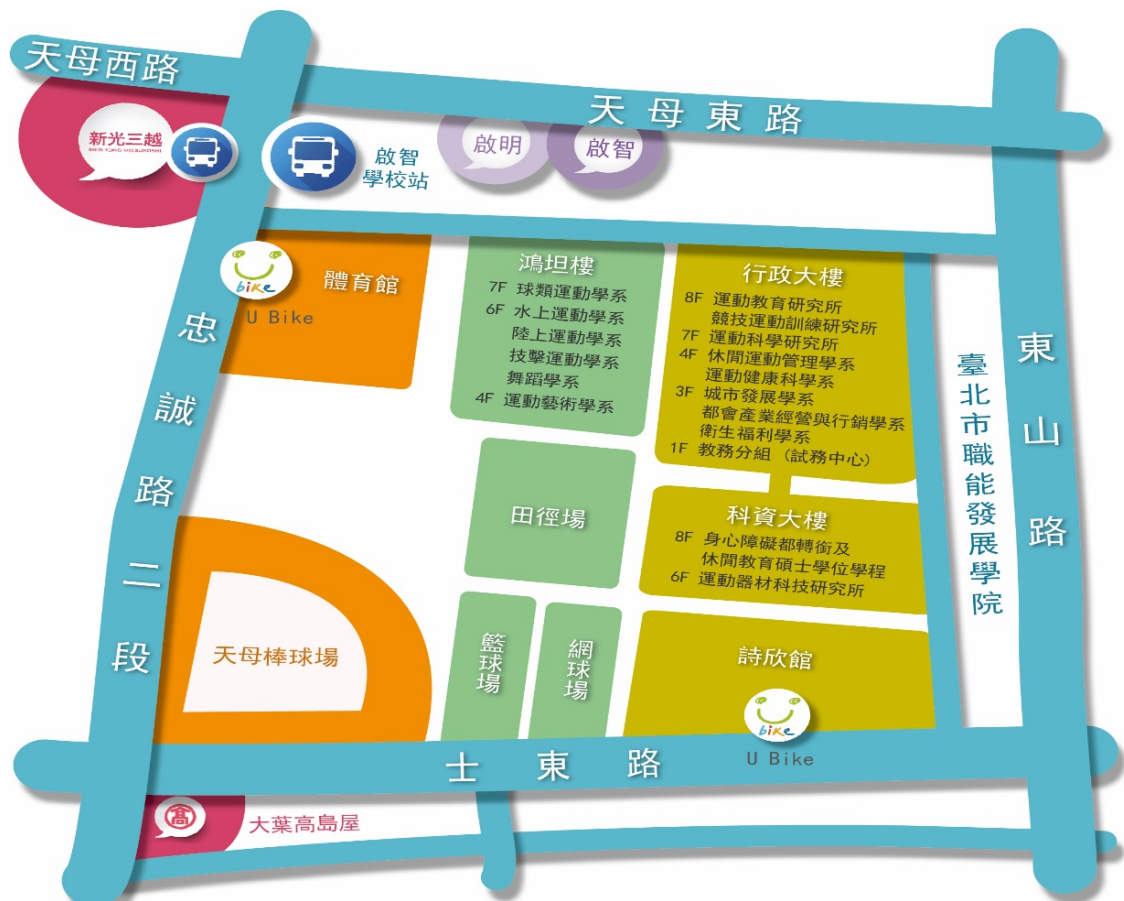 天母西路
天母東路
新光三越
SHIN KONG MITSUKOSHI
啟智
學校站
啟明
啟智
忠誠路二段
東山路
臺北市職能發展學院
bike
U Bike
體育館
鴻坦樓
7F 球類運動學系
6F 水上運動學系
陸上運動學系
技擊運動學系
舞蹈學系
4F 運動藝術學系
行政大樓
8F 運動教育研究所
競技運動訓練研究所
7F 運動科學研究所
4F 休閒運動管理學系
運動健康科學系
3F 城市發展學系
都會產業經營與行銷學系
衛生福利學系
1F 教務分組（試務中心）
田徑場
科資大樓
8F 身心障礙都轉銜及
休閒教育碩士學位學程
6F 運動器材科技研究所
天母棒球場
籃球場
網球場
詩欣館
bike
U Bike
士東路
高
大葉高島屋